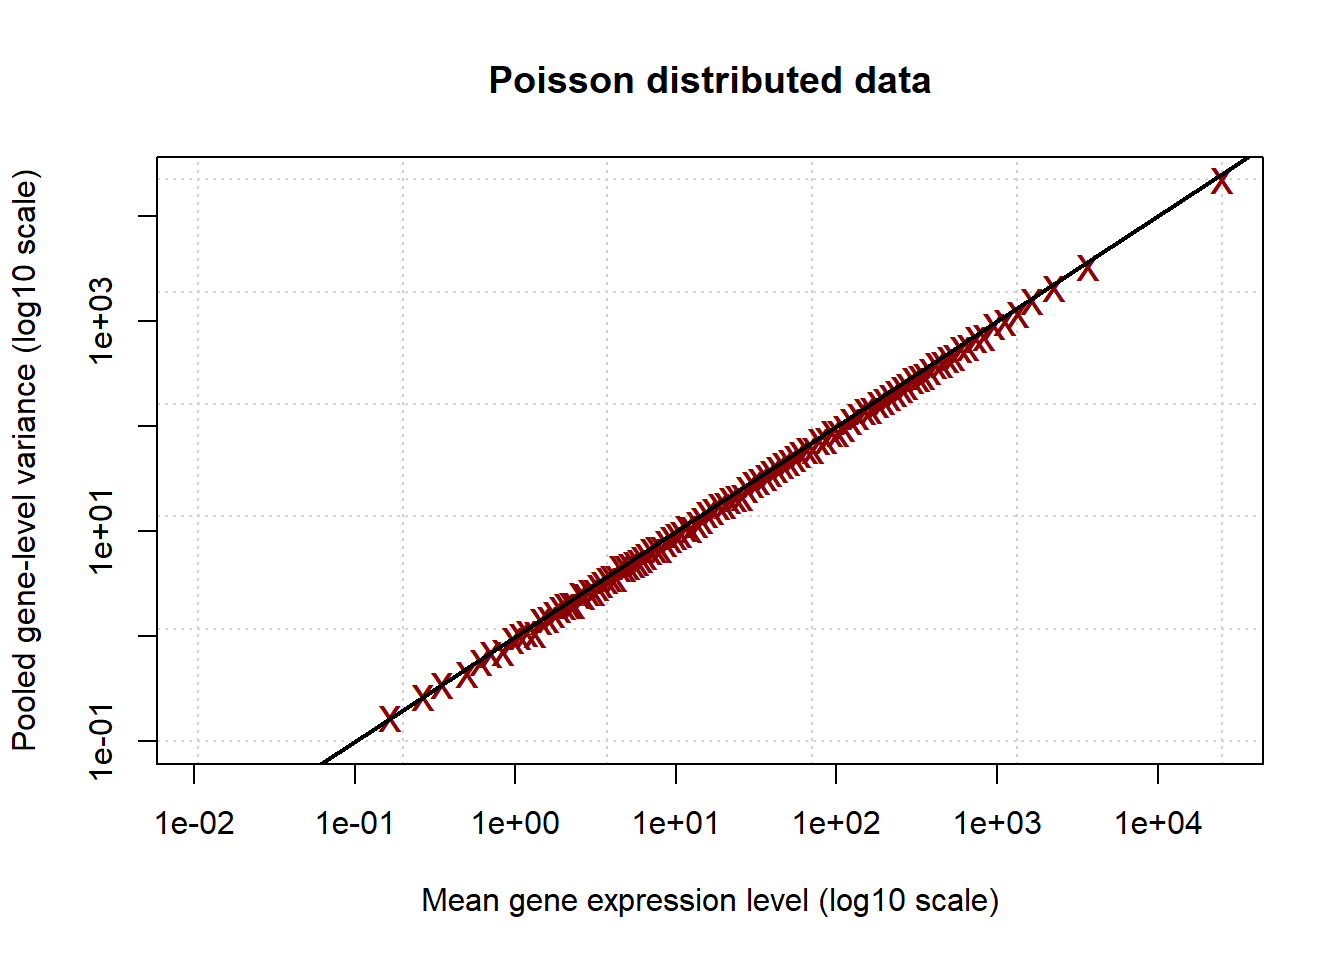 Poisson distributed data
Pooled gene-level variance (log10 scale)
1e+03
1e+01
1e-01
1e-02 1e-01 1e+00 1e+01 1e+02 1e+03 1e+04
Mean gene expression level (log10 scale)